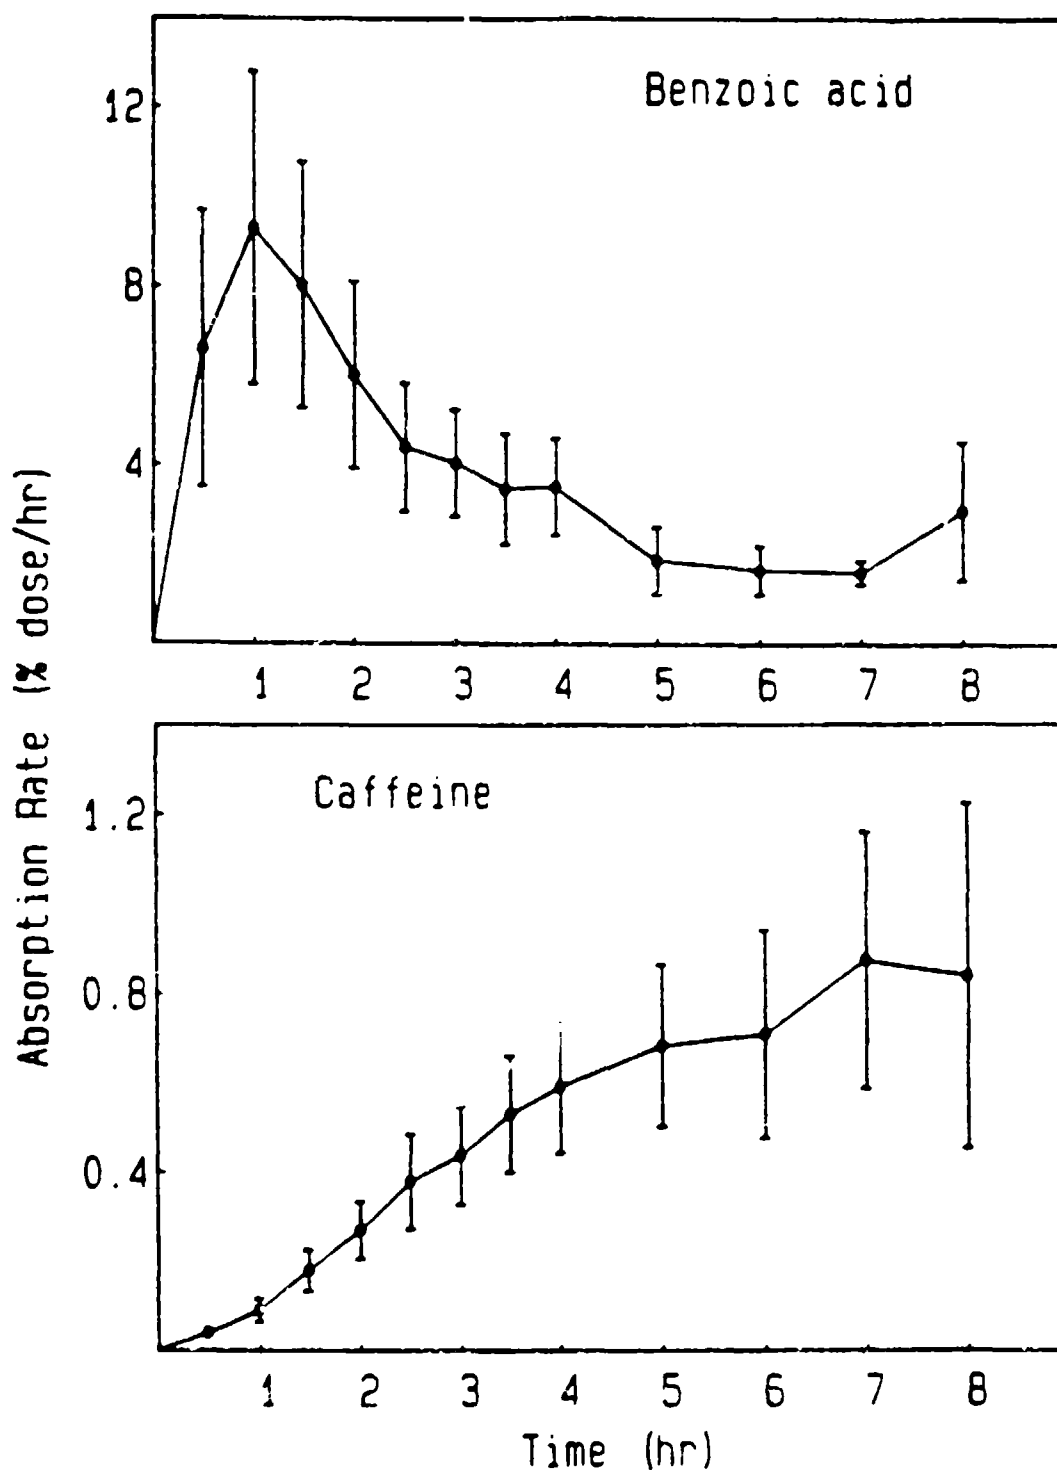 Benzoic acid
12
8
4
1 2 3 4 5 6 7 8
Absorption Rate (% dose/hr)
Caffeine
1.2
0.8
0.4
1 2 3 4 5 6 7 8
Time (hr)